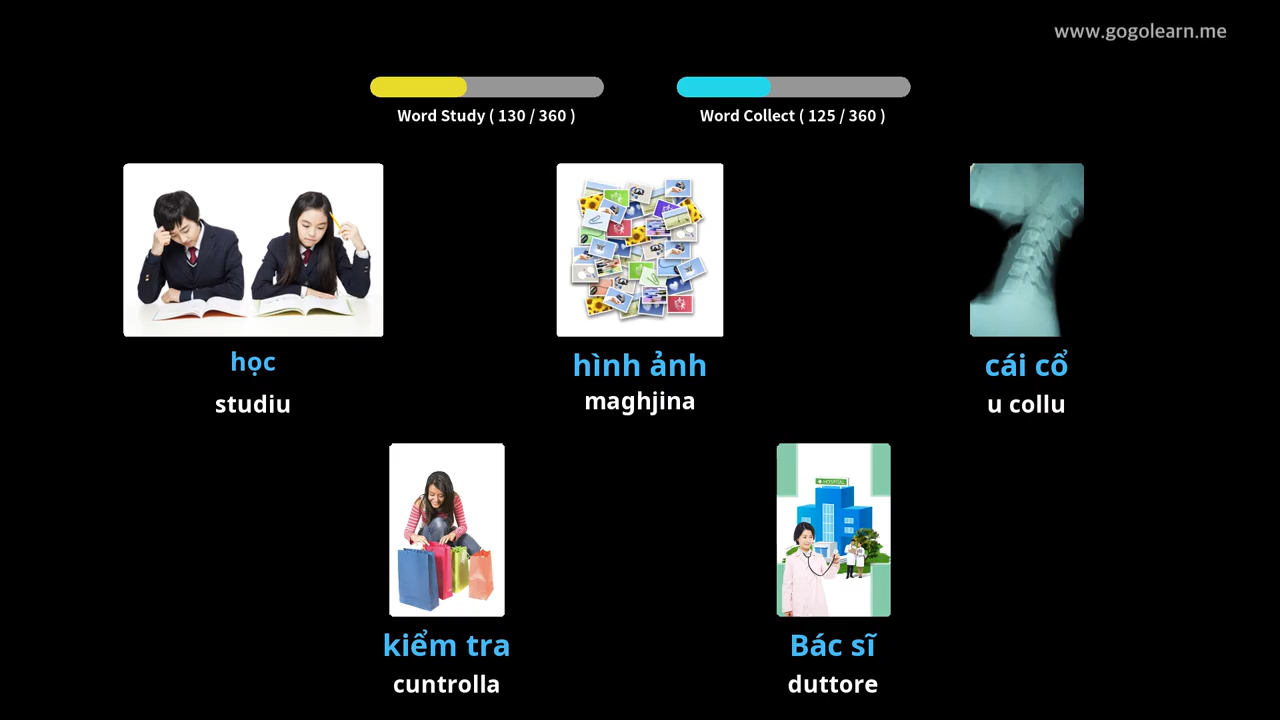 www.gogolearn.me
Word Study ( 130 / 360 )
Word Collect ( 125 / 360 )
học
studiu
hình ảnh
maghjina
cái cổ
u collu
HOSPITAL
kiểm tra
cuntrolla
Bác sĩ
duttore